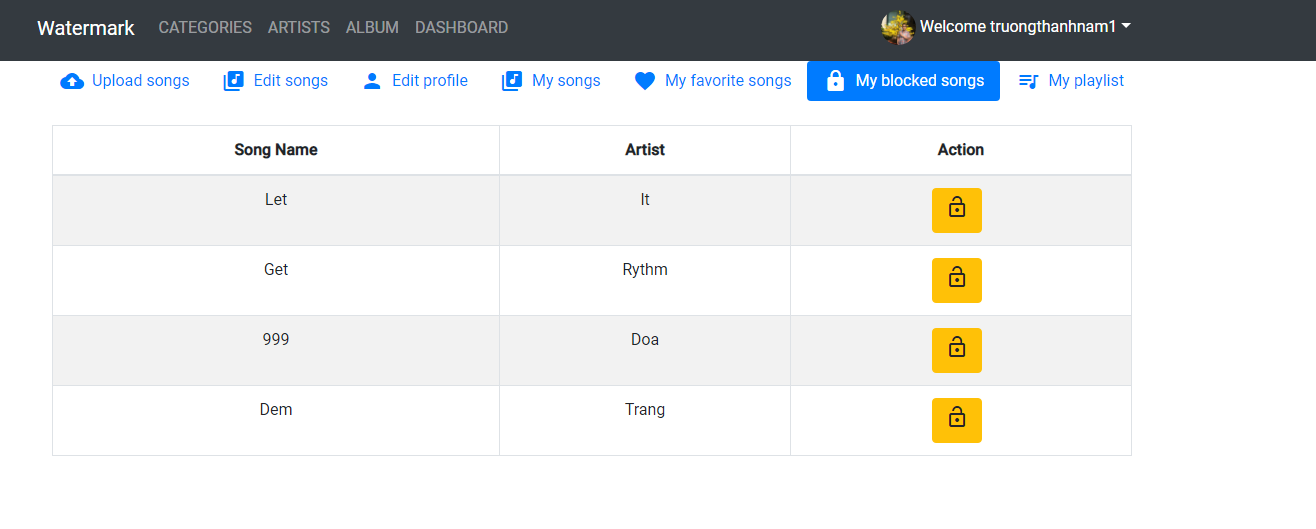 Watermark CATEGORIES ARTISTS ALBUM DASHBOARD Welcome truongthanhnam1
Upload songs Edit songs Edit profile My songs My favorite songs My blocked songs My playlist
Song Name Artist Action
Let It
Get Rythm
999 Doa
Dem Trang